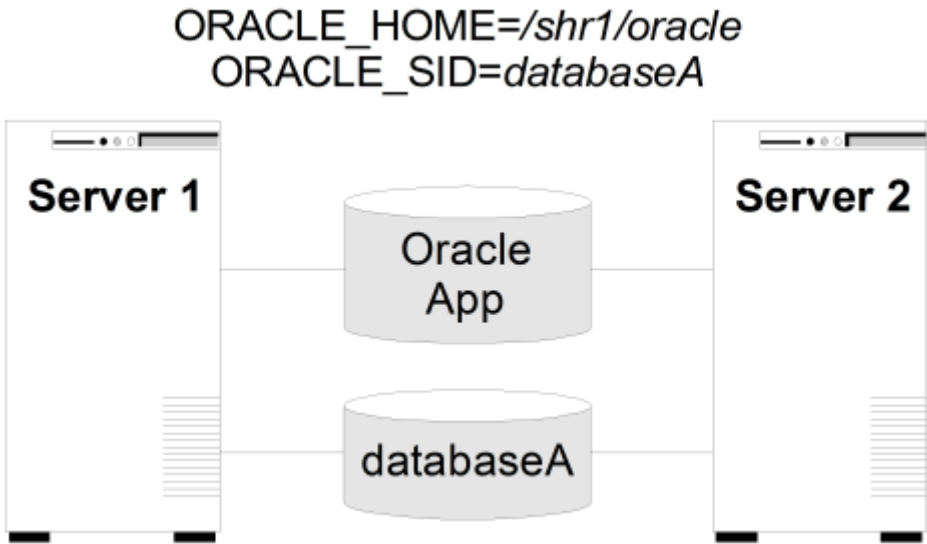 ORACLE_HOME=/shr1/oracle
ORACLE_SID=databaseA
Server 1
Server 2
Oracle
App
databaseA